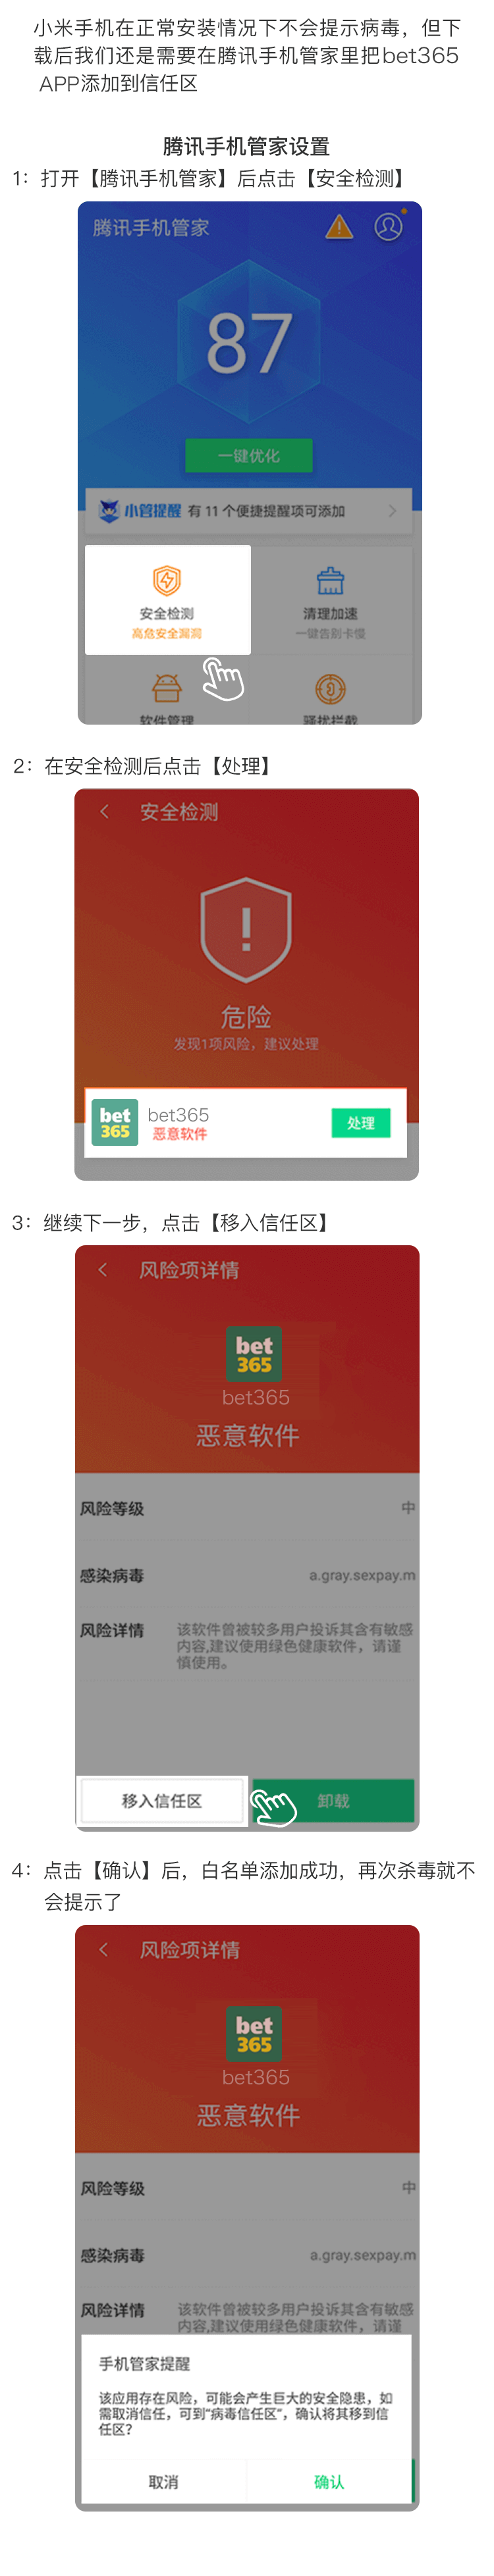 小米手机在正常安装情况下不会提示病毒，但下
载后我们还是需要在腾讯手机管家里把bet365
APP添加到信任区
腾讯手机管家设置
1：打开【腾讯手机管家】后点击【安全检测】
腾讯手机管家
87
一键优化
小管提醒 有 11 个便捷提醒项可添加
安全检测
高危安全漏洞
清理加速
一键告别卡慢
软件管理
骚扰拦截
2：在安全检测后点击【处理】
安全检测
危险
发现1项风险，建议处理
bet
365
bet365
恶意软件
处理
3：继续下一步，点击【移入信任区】
风险项详情
bet
365
bet365
恶意软件
风险等级 中
感染病毒 a.gray.sexpay.m
风险详情 该软件曾被较多用户投诉其含有敏感
内容,建议使用绿色健康软件，请谨
慎使用。
移入信任区
卸载
4：点击【确认】后，白名单添加成功，再次杀毒就不
会提示了
风险项详情
bet
365
bet365
恶意软件
风险等级 中
感染病毒 a.gray.sexpay.m
风险详情 该软件曾被较多用户投诉其含有敏感
内容,建议使用绿色健康软件，请谨
手机管家提醒
该应用存在风险，可能会产生巨大的安全隐患，如
需取消信任，可到“病毒信任区”，确认将其移到信
任区？
取消
确认